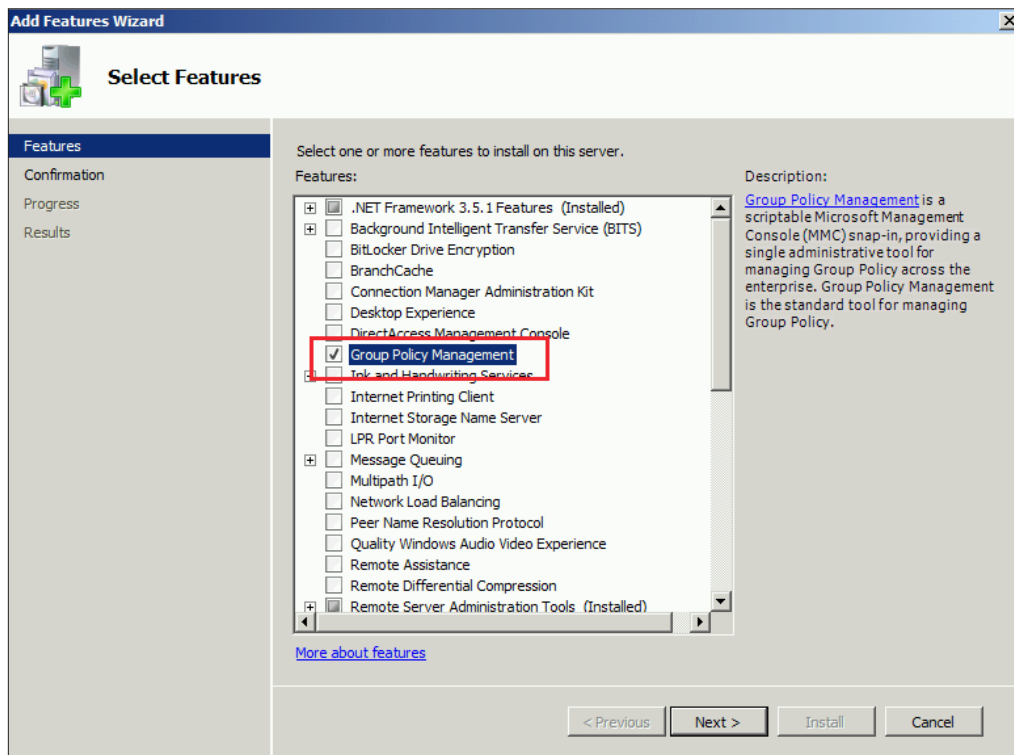 Add Features Wizard
Select Features
Features
Confirmation
Progress
Results
Select one or more features to install on this server.
Features:
.NET Framework 3.5.1 Features (Installed)
Background Intelligent Transfer Service (BITS)
BitLocker Drive Encryption
BranchCache
Connection Manager Administration Kit
Desktop Experience
DirectAccess Management Console
Group Policy Management
Ink and Handwriting Services
Internet Printing Client
Internet Storage Name Server
LPR Port Monitor
Message Queuing
Multipath I/O
Network Load Balancing
Peer Name Resolution Protocol
Quality Windows Audio Video Experience
Remote Assistance
Remote Differential Compression
Remote Server Administration Tools (Installed)
More about features
Description:
Group Policy Management is a
scriptable Microsoft Management
Console (MMC) snap-in, providing a
single administrative tool for
managing Group Policy across the
enterprise. Group Policy Management
is the standard tool for managing
Group Policy.
< Previous
Next >
Install
Cancel